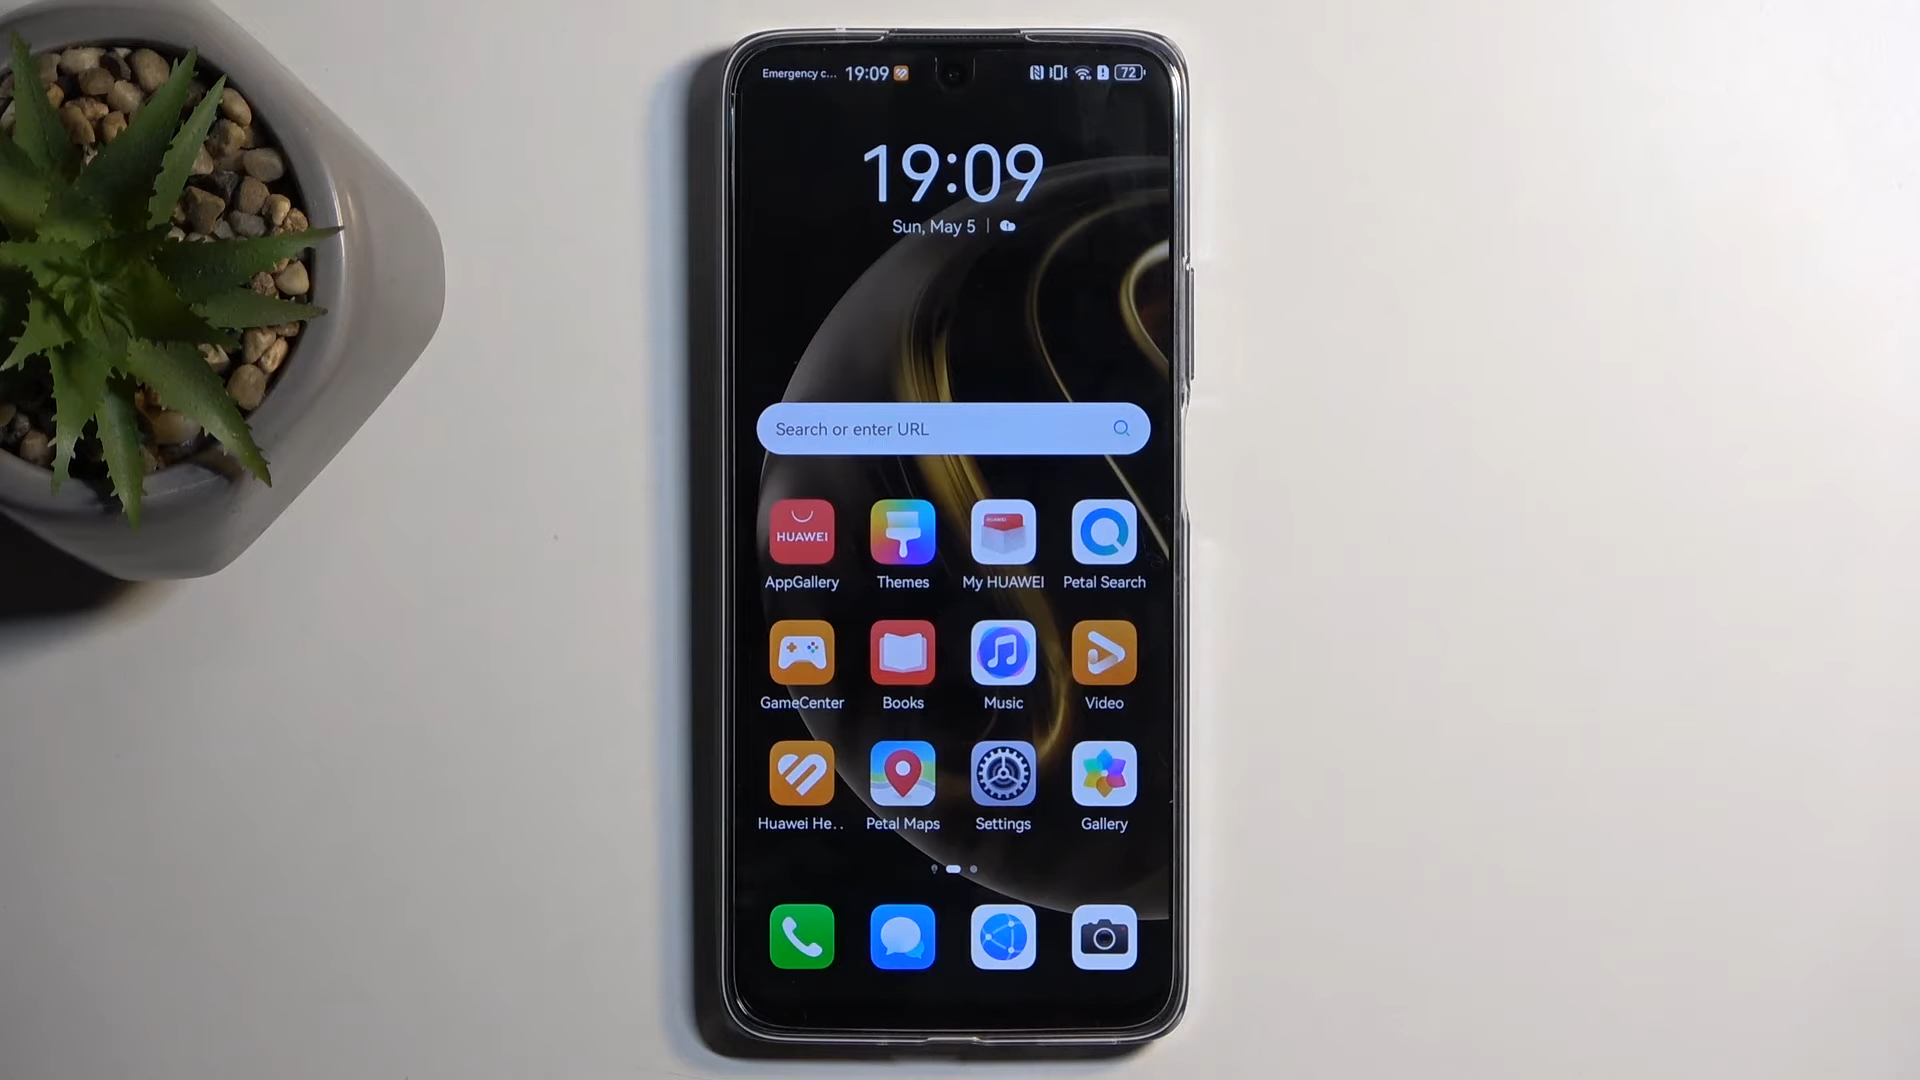 Emergency c... 19:09 72
19:09
Sun, May 5
Search or enter URL
HUAWEI
HUAWEI
AppGallery Themes My HUAWEI Petal Search
GameCenter Books Music Video
Huawei He.. Petal Maps Settings Gallery